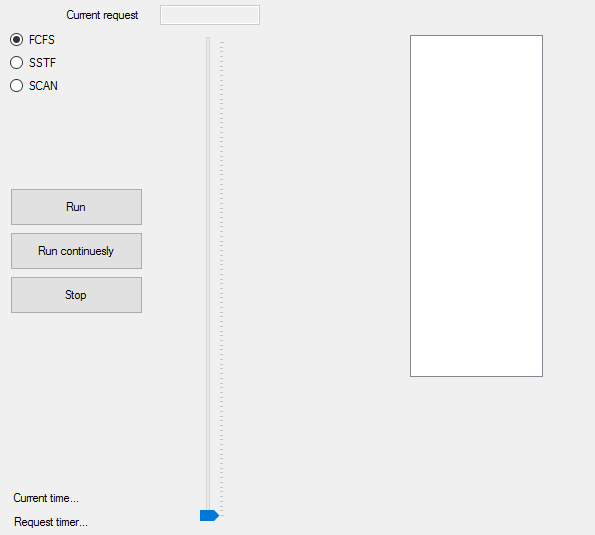 Current request
FCFS
SSTF
SCAN
Run
Run continuesly
Stop
Current time...
Request timer...